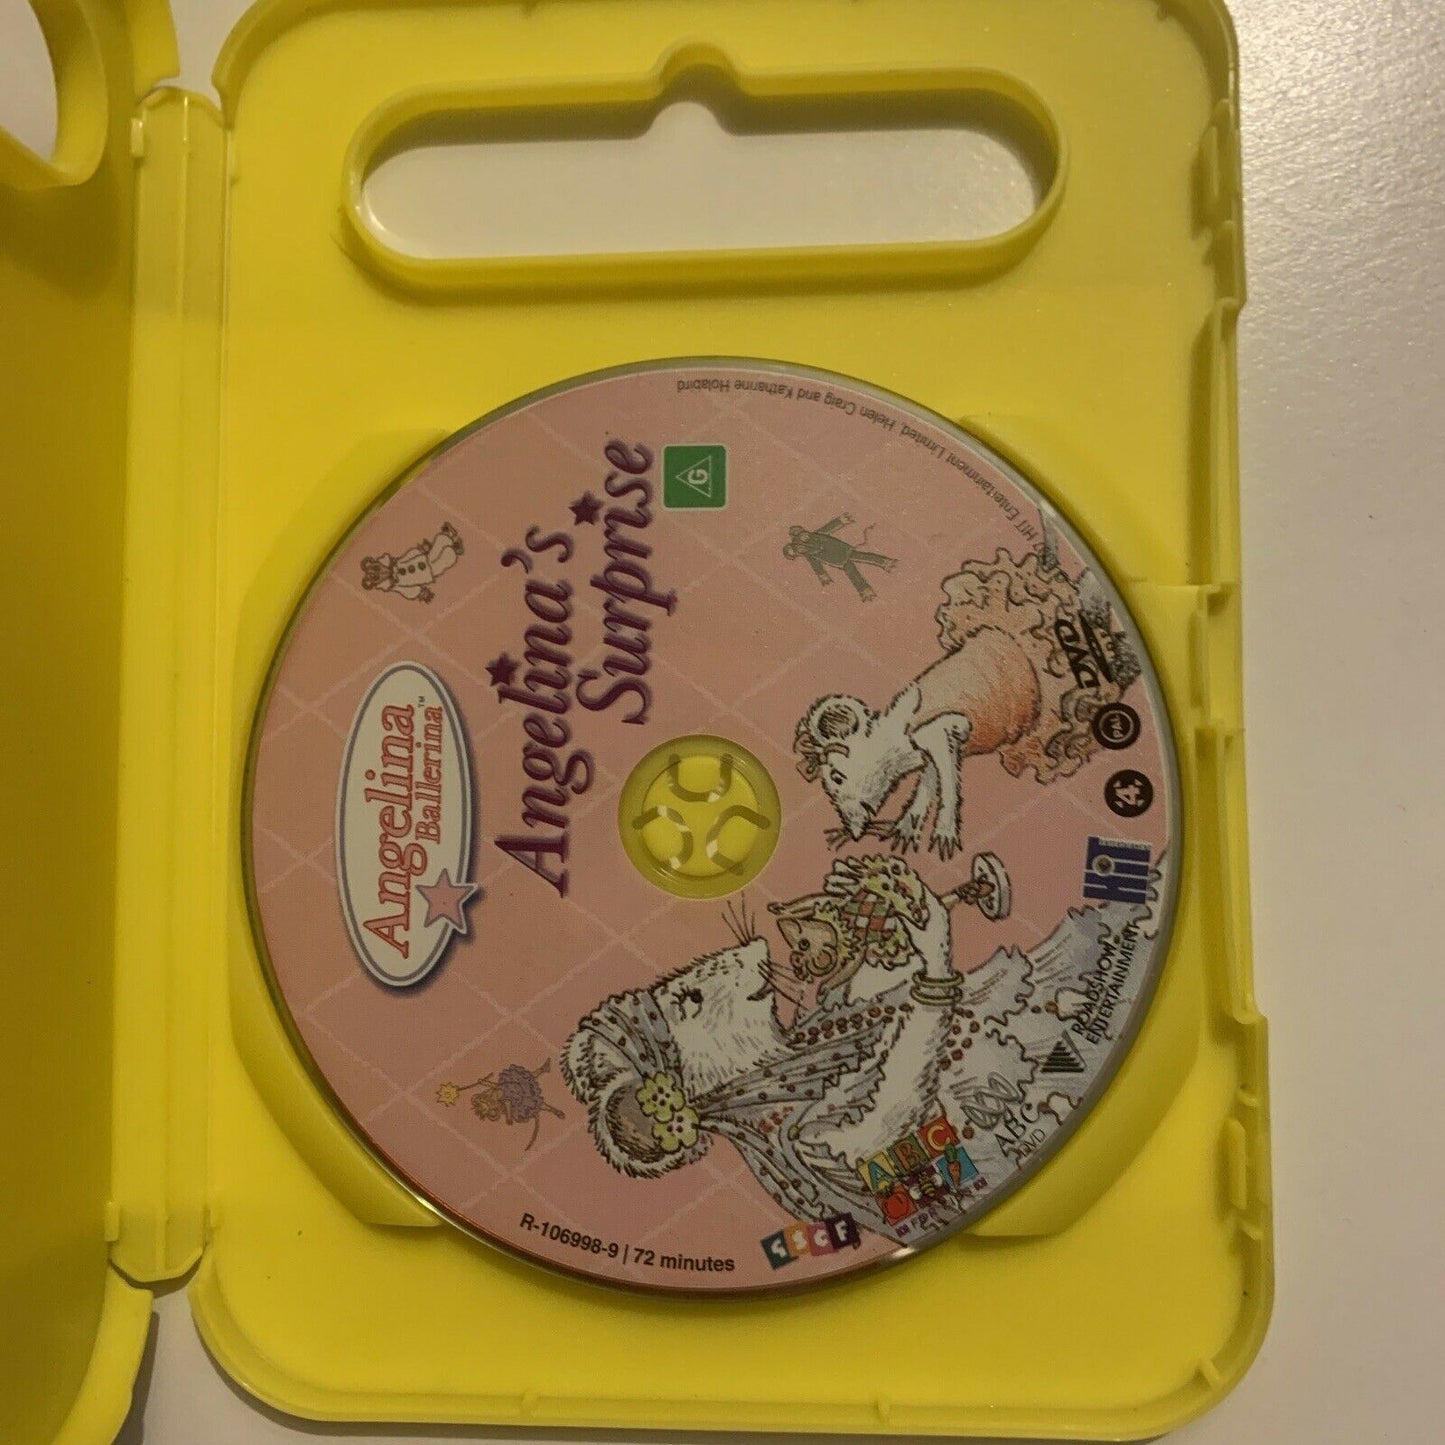 Angelina
Ballerina™
Angelina's
Surprise
G
HIT Entertainment Limited, Helen Craig and Katharine Holabird
DVD
PAL
4
HiT
ROADSHOW
ENTERTAINMENT
ABC
DVD
ABC
R-106998-9 | 72 minutes